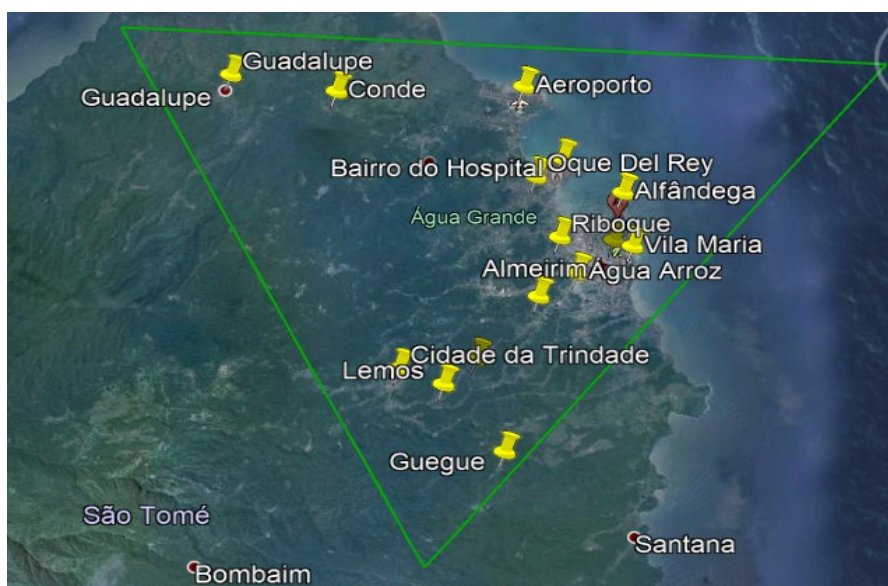 Guadalupe
Guadalupe
Conde
Aeroporto
Bairro do Hospital
Oque Del Rey
Alfândega
Água Grande
Riboque
Vila Maria
Almeirim
Água Arroz
Cidade da Trindade
Lemos
Guegue
São Tomé
Santana
Bombaim